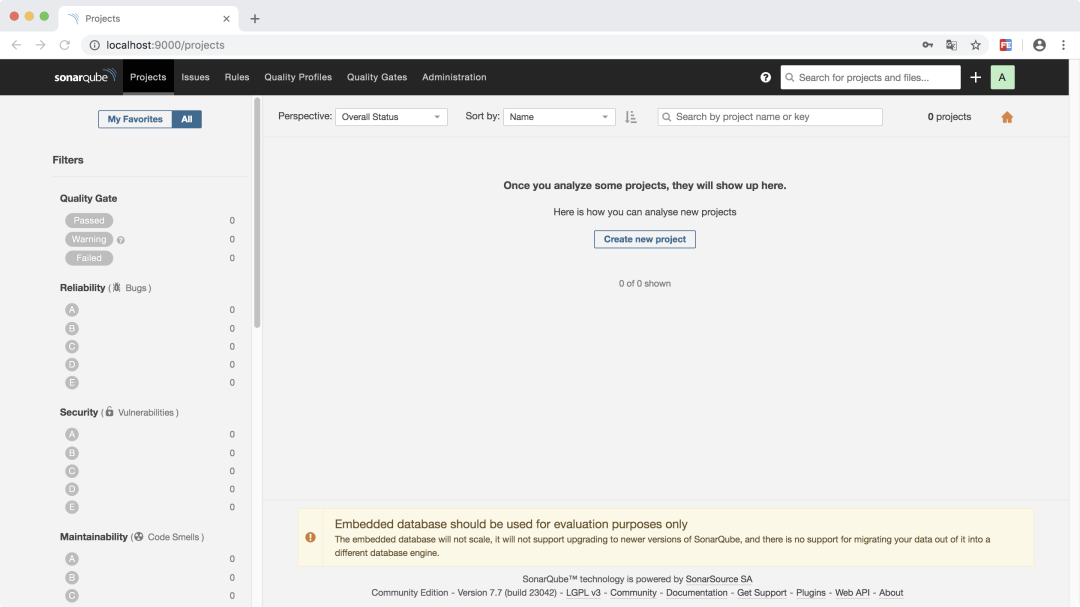 Projects
localhost:9000/projects
FE
sonarqube Projects Issues Rules Quality Profiles Quality Gates Administration ? Search for projects and files... + A
My Favorites All
Perspective: Overall Status Sort by: Name Search by project name or key 0 projects
Filters
Quality Gate
Passed 0
Warning ? 0
Failed 0
Reliability ( Bugs )
A 0
B 0
C 0
D 0
E 0
Security ( Vulnerabilities )
A 0
B 0
C 0
D 0
E 0
Maintainability ( Code Smells )
A 0
B 0
C 0
Once you analyze some projects, they will show up here.
Here is how you can analyse new projects
Create new project
0 of 0 shown
Embedded database should be used for evaluation purposes only
The embedded database will not scale, it will not support upgrading to newer versions of SonarQube, and there is no support for migrating your data out of it into a
different database engine.
SonarQube™ technology is powered by SonarSource SA
Community Edition - Version 7.7 (build 23042) - LGPL v3 - Community - Documentation - Get Support - Plugins - Web API - About